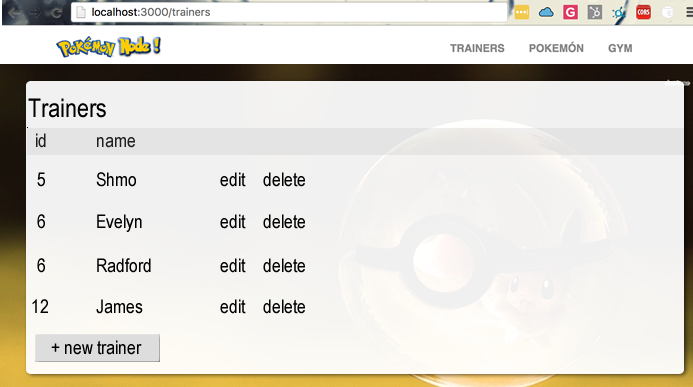 localhost:3000/trainers
CORS
Pokémon Node!
TRAINERS POKEMÓN GYM
Trainers
id name
5 Shmo edit delete
6 Evelyn edit delete
6 Radford edit delete
12 James edit delete
+ new trainer